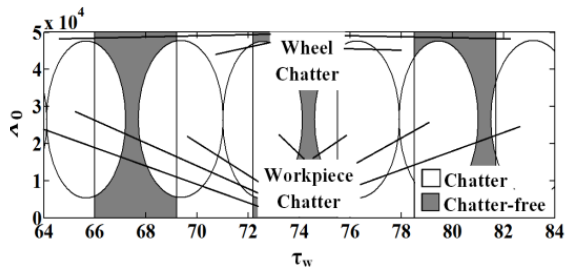 5 x 10⁴
4
3
2
1
0
Λ₀
Wheel
Chatter
Workpiece
Chatter
Chatter
Chatter-free
64 66 68 70 72 74 76 78 80 82 84
τw